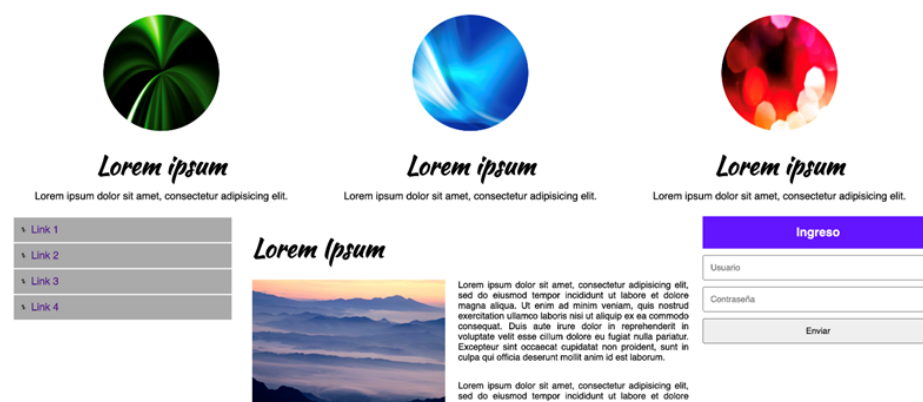 Lorem ipsum
Lorem ipsum dolor sit amet, consectetur adipisicing elit.
Lorem ipsum
Lorem ipsum dolor sit amet, consectetur adipisicing elit.
Lorem ipsum
Lorem ipsum dolor sit amet, consectetur adipisicing elit.
Link 1
Link 2
Link 3
Link 4
Lorem Ipsum
Lorem ipsum dolor sit amet, consectetur adipisicing elit,
sed do eiusmod tempor incididunt ut labore et dolore
magna aliqua. Ut enim ad minim veniam, quis nostrud
exercitation ullamco laboris nisi ut aliquip ex ea commodo
consequat. Duis aute irure dolor in reprehenderit in
voluptate velit esse cillum dolore eu fugiat nulla pariatur.
Excepteur sint occaecat cupidatat non proident, sunt in
culpa qui officia deserunt mollit anim id est laborum.
Lorem ipsum dolor sit amet, consectetur adipisicing elit,
sed do eiusmod tempor incididunt ut labore et dolore
Ingreso
Usuario
Contraseña
Enviar